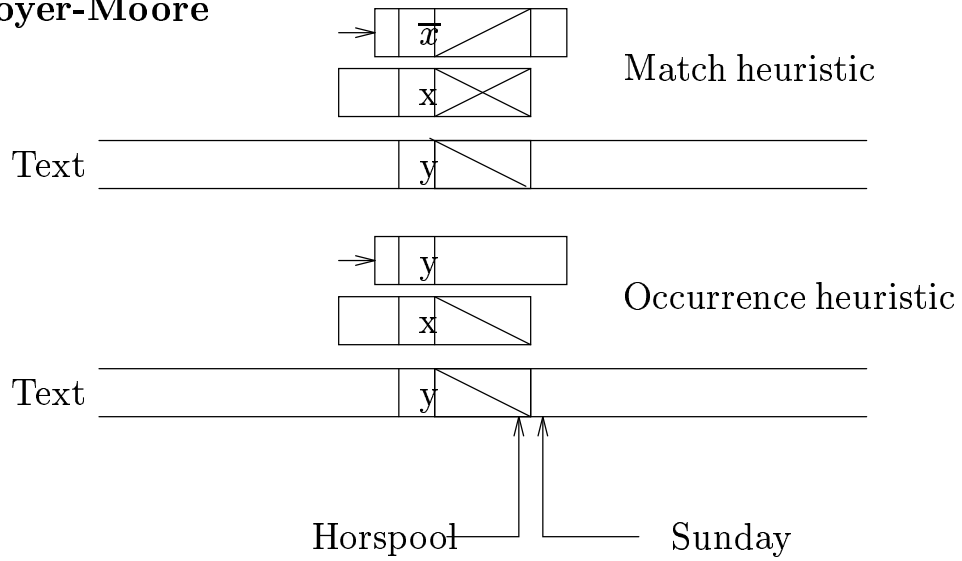 oyer-Moore
x̅
Match heuristic
x
Text
y
y
Occurrence heuristic
x
Text
y
Horspool
Sunday